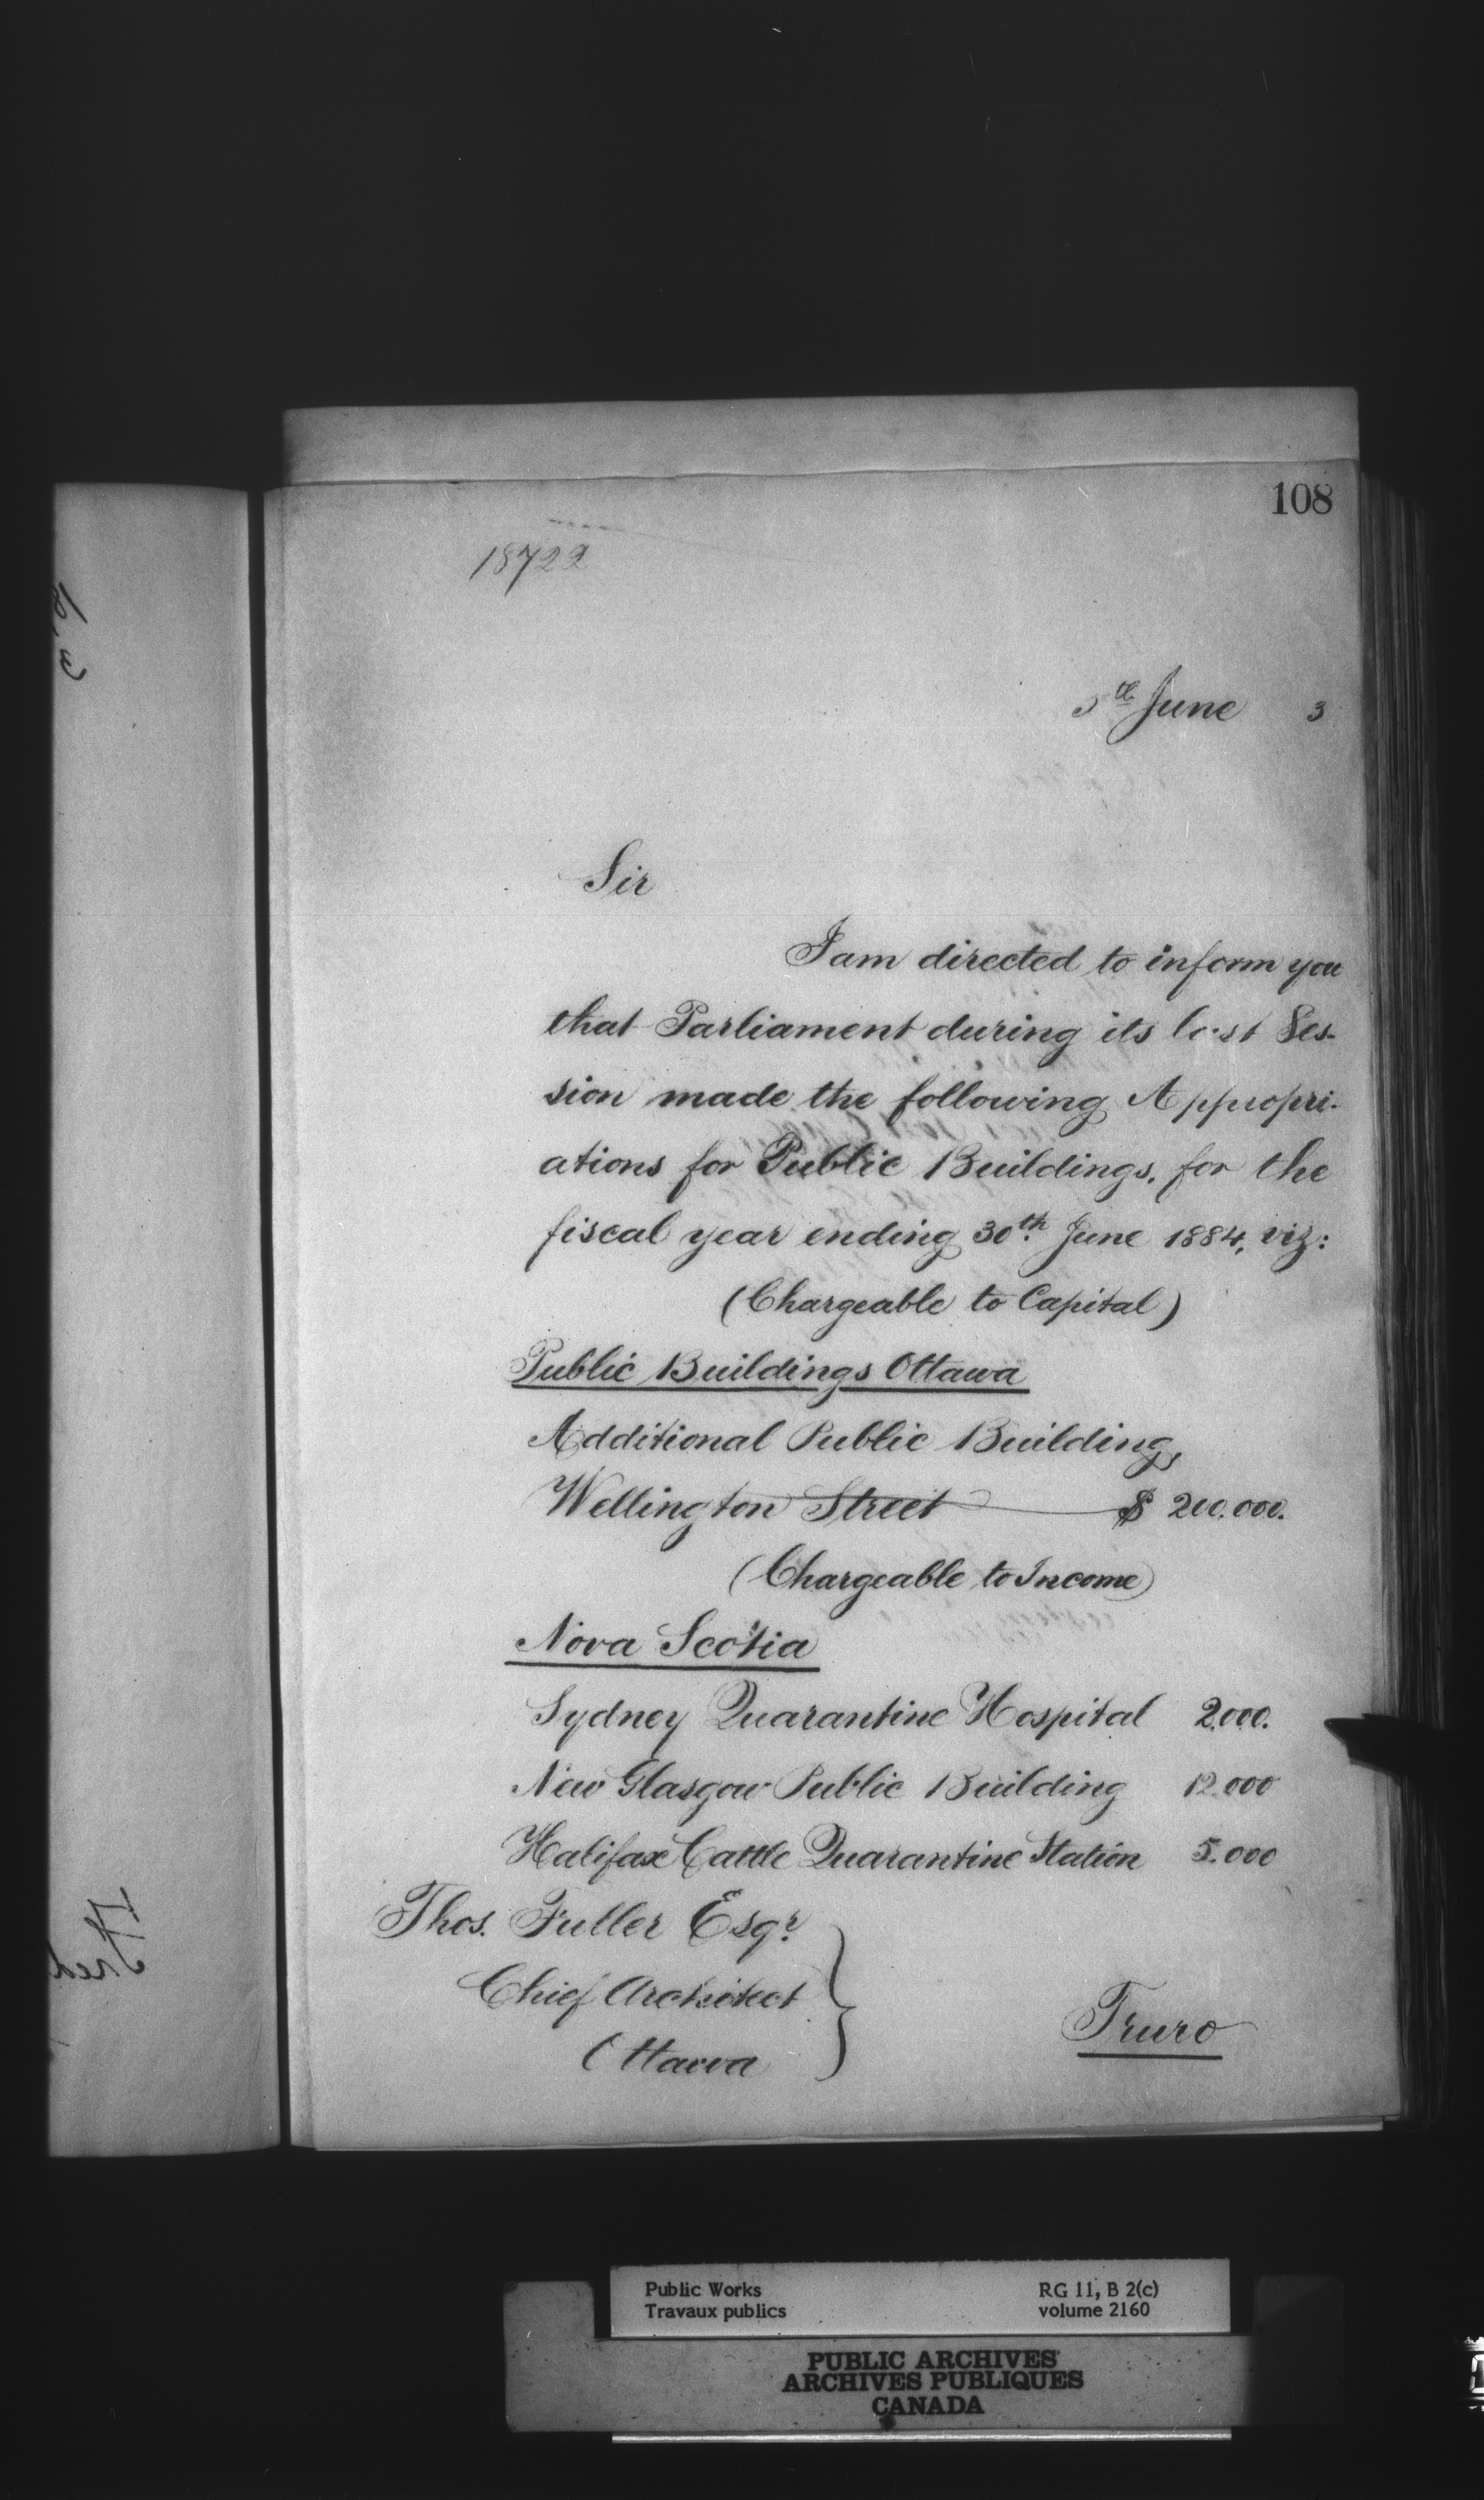 108
18722
5th June 3
Sir
I am directed to inform you
that Parliament during its last Ses-
sion made the following Appropri-
ations for Public Buildings, for the
fiscal year ending 30th June 1884, viz:
(Chargeable to Capital)
Public Buildings Ottawa
Additional Public Building,
Wellington Street $ 200.000.
(Chargeable to Income)
Nova Scotia
Sydney Quarantine Hospital 2.000.
New Glasgow Public Building 12.000
Halifax Cattle Quarantine Station 5.000
Thos. Fuller Esqr.
Chief Architect
Ottawa
Truro
Public Works RG 11, B 2(c)
Travaux publics volume 2160
PUBLIC ARCHIVES
ARCHIVES PUBLIQUES
CANADA